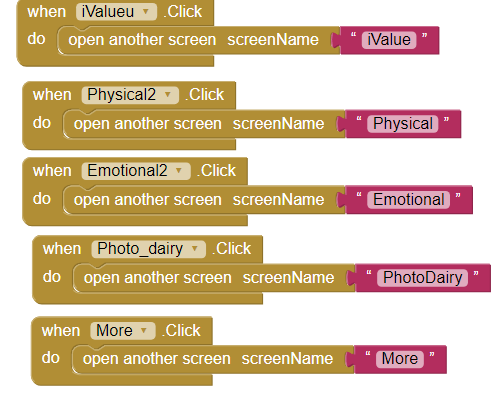 when iValueu .Click
do open another screen screenName “ iValue ”
when Physical2 .Click
do open another screen screenName “ Physical ”
when Emotional2 .Click
do open another screen screenName “ Emotional ”
when Photo_dairy .Click
do open another screen screenName “ PhotoDairy ”
when More .Click
do open another screen screenName “ More ”